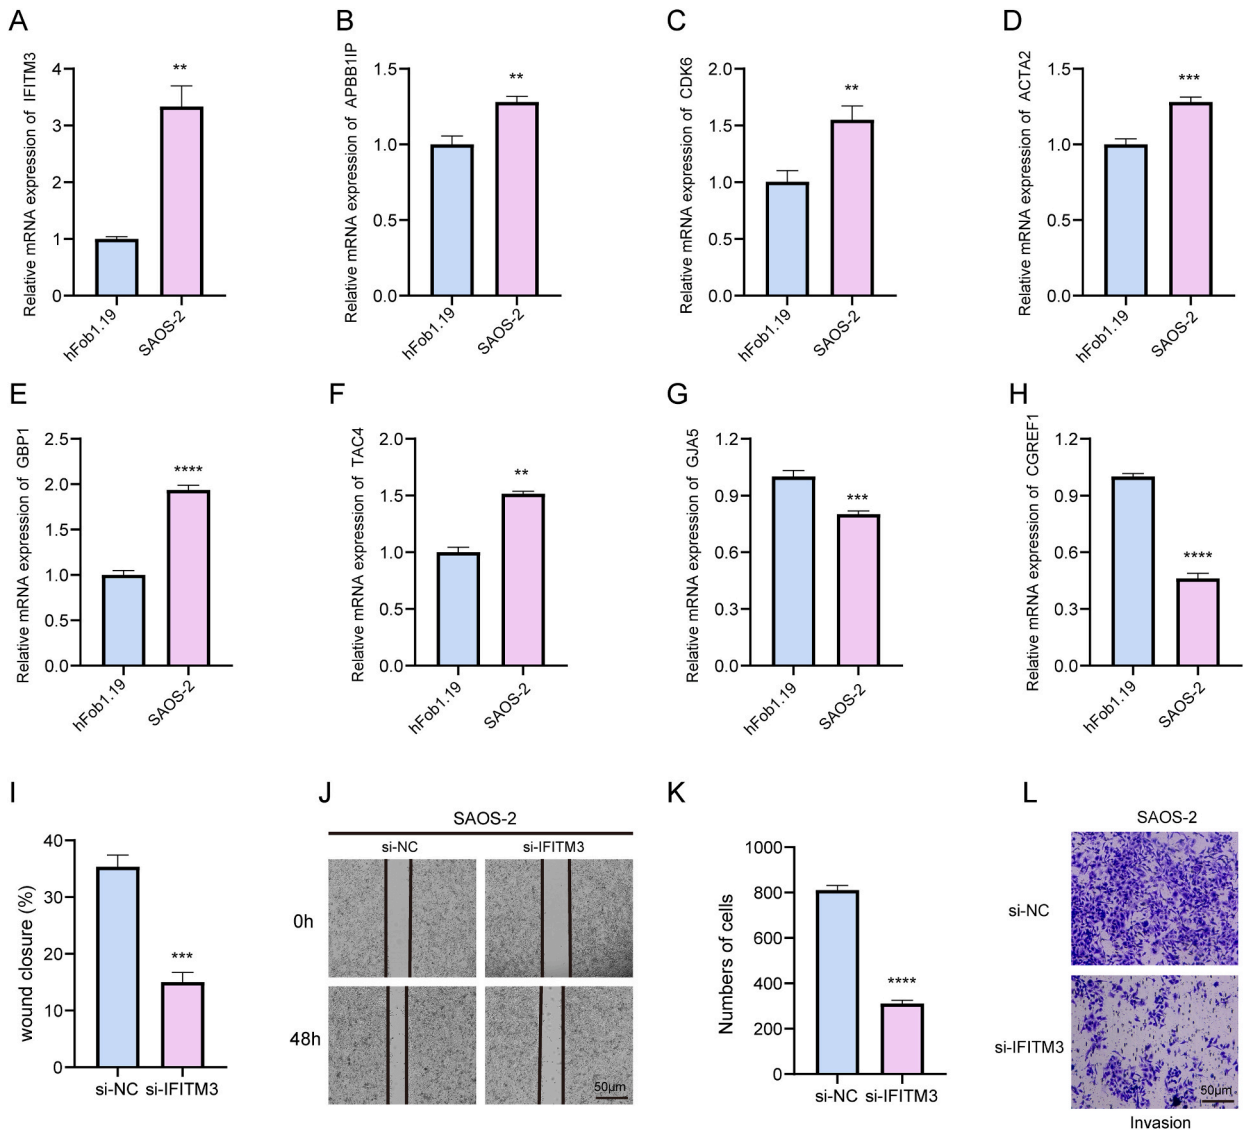 A
Relative mRNA expression of IFITM3
4
3
2
1
0
**
hFob1.19
SAOS-2
B
Relative mRNA expression of APBB1IP
1.5
1.0
0.5
0.0
**
hFob1.19
SAOS-2
C
Relative mRNA expression of CDK6
2.0
1.5
1.0
0.5
0.0
**
hFob1.19
SAOS-2
D
Relative mRNA expression of ACTA2
1.5
1.0
0.5
0.0
***
hFob1.19
SAOS-2
E
Relative mRNA expression of GBP1
2.5
2.0
1.5
1.0
0.5
0.0
****
hFob1.19
SAOS-2
F
Relative mRNA expression of TAC4
2.0
1.5
1.0
0.5
0.0
**
hFob1.19
SAOS-2
G
Relative mRNA expression of GJA5
1.2
0.9
0.6
0.3
0.0
***
hFob1.19
SAOS-2
H
Relative mRNA expression of CGREF1
1.2
0.9
0.6
0.3
0.0
****
hFob1.19
SAOS-2
I
wound closure (%)
40
30
20
10
0
***
si-NC si-IFITM3
J
SAOS-2
si-NC si-IFITM3
0h
48h
50μm
K
Numbers of cells
1000
800
600
400
200
0
****
si-NC si-IFITM3
L
SAOS-2
si-NC
si-IFITM3
50μm
Invasion